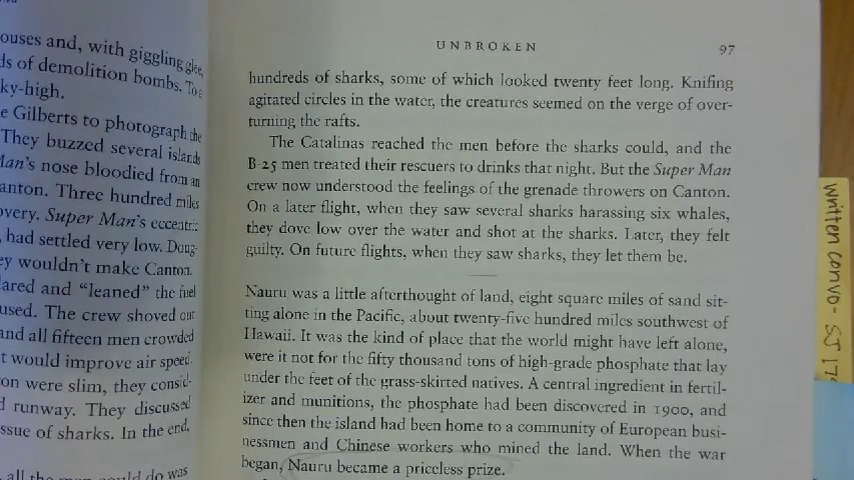 ouses and, with giggling glee,
ds of demolition bombs. To a
ky-high.
e Gilberts to photograph the
They buzzed several islands
Man's nose bloodied from an
anton. Three hundred miles
overy. Super Man's eccentric
, had settled very low. Doug-
ey wouldn't make Canton.
ared and "leaned" the fuel
used. The crew shoved out
and all fifteen men crowded
t would improve air speed.
on were slim, they consid-
d runway. They discussed
ssue of sharks. In the end,
, all the men could do was
UNBROKEN 97
hundreds of sharks, some of which looked twenty feet long. Knifing
agitated circles in the water, the creatures seemed on the verge of over-
turning the rafts.
The Catalinas reached the men before the sharks could, and the
B-25 men treated their rescuers to drinks that night. But the Super Man
crew now understood the feelings of the grenade throwers on Canton.
On a later flight, when they saw several sharks harassing six whales,
they dove low over the water and shot at the sharks. Later, they felt
guilty. On future flights, when they saw sharks, they let them be.
Nauru was a little afterthought of land, eight square miles of sand sit-
ting alone in the Pacific, about twenty-five hundred miles southwest of
Hawaii. It was the kind of place that the world might have left alone,
were it not for the fifty thousand tons of high-grade phosphate that lay
under the feet of the grass-skirted natives. A central ingredient in fertil-
izer and munitions, the phosphate had been discovered in 1900, and
since then the island had been home to a community of European busi-
nessmen and Chinese workers who mined the land. When the war
began, Nauru became a priceless prize.
written convo- SJ